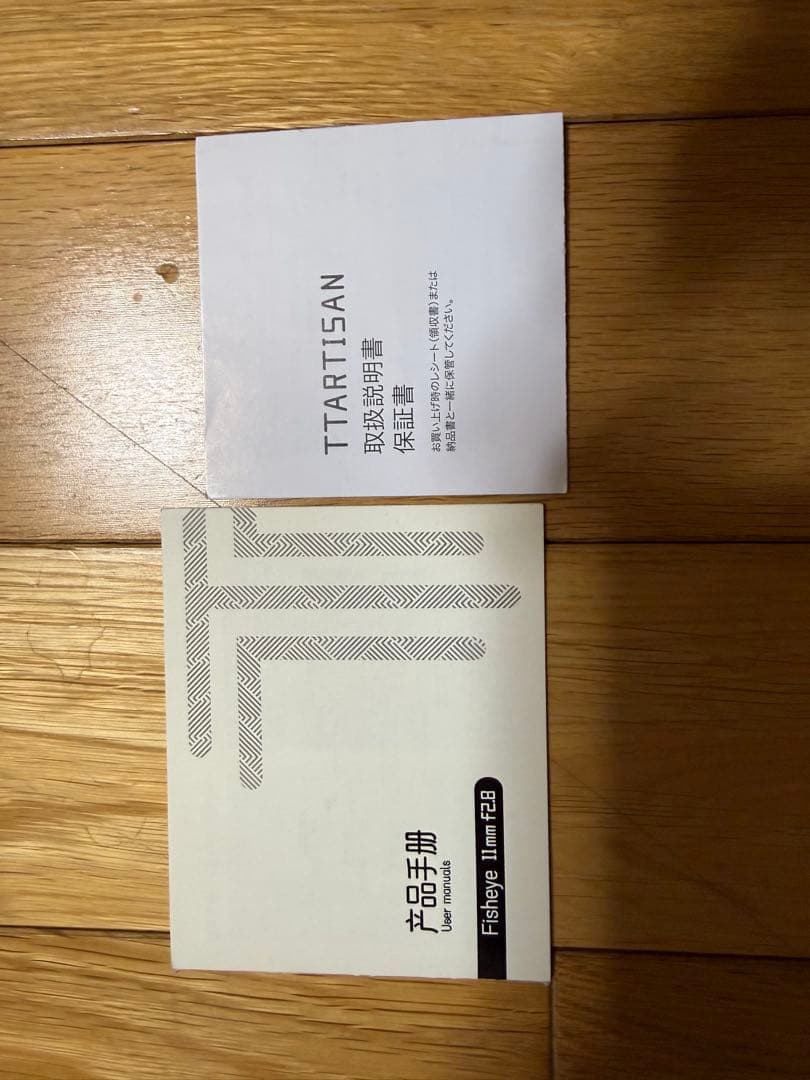 TTARTISAN
取扱説明書
保証書
お買い上げ時のレシート(領収書)または
納品書と一緒に保管してください。
产品手册
User manuals
Fisheye 11mm f2.8